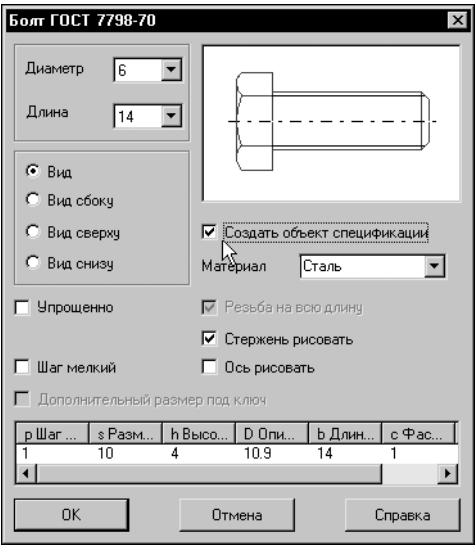 Болт ГОСТ 7798-70
Диаметр 6
Длина 14
Вид
Вид сбоку
Вид сверху
Вид снизу
Создать объект спецификации
Материал Сталь
Упрощенно
Резьба на всю длину
Стержень рисовать
Шаг мелкий
Ось рисовать
Дополнительный размер под ключ
p Шаг ... s Разм... h Высо... D Опи... b Длин... c Фас...
1 10 4 10.9 14 1
OK Отмена Справка